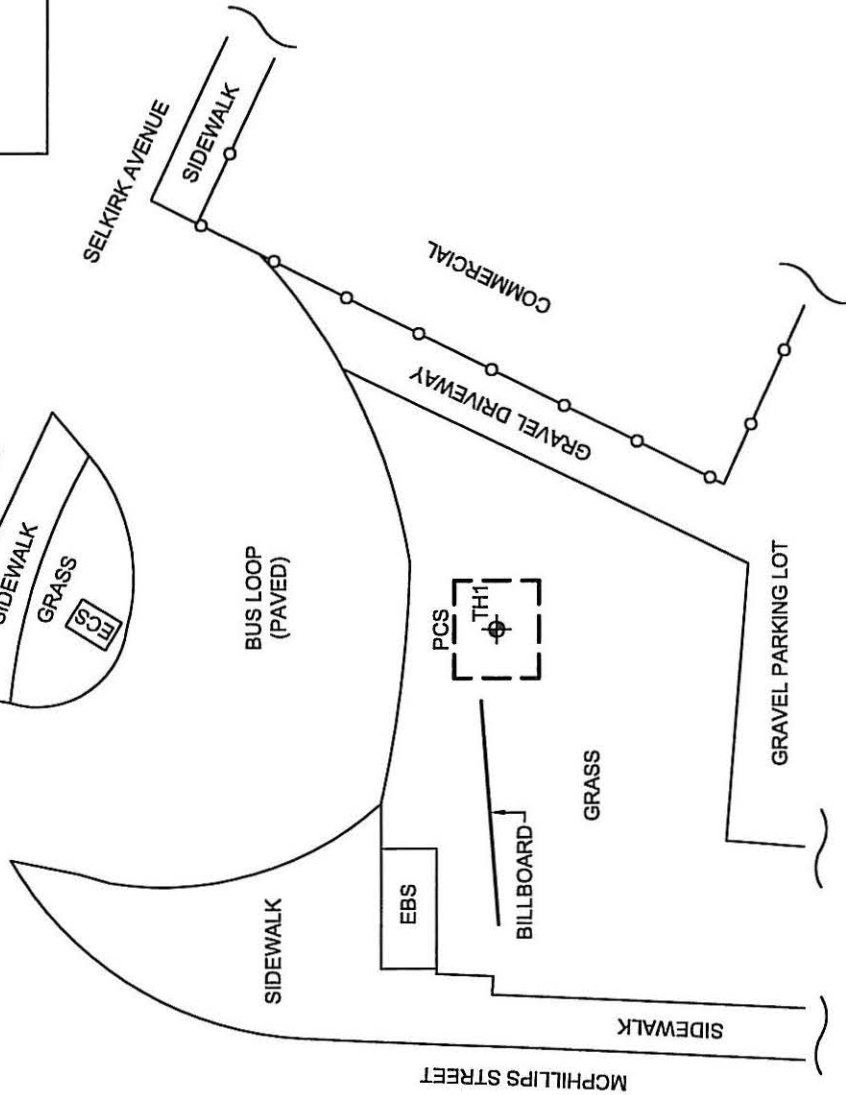 SELKIRK AVENUE
SIDEWALK
COMMERCIAL
GRAVEL DRIVEWAY
SIDEWALK
GRASS
ECS
BUS LOOP
(PAVED)
PCS
TH1
GRAVEL PARKING LOT
GRASS
BILLBOARD
EBS
SIDEWALK
SIDEWALK
MCPHILLIPS STREET